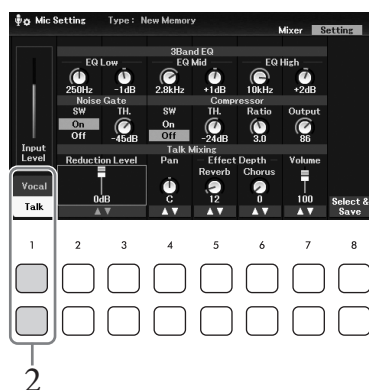 Mic Setting Type : New Memory
Mixer Setting
3Band EQ
EQ Low EQ Mid EQ High
250Hz -1dB 2.8kHz +1dB 10kHz +2dB
Noise Gate Compressor
SW TH. SW TH. Ratio Output
On On
Off -45dB Off -24dB 3.0 86
Input Level
Talk Mixing
Reduction Level Pan Effect Depth Volume
Reverb Chorus
0dB C 12 0 100
Vocal
Talk
Select & Save
1 2 3 4 5 6 7 8
2